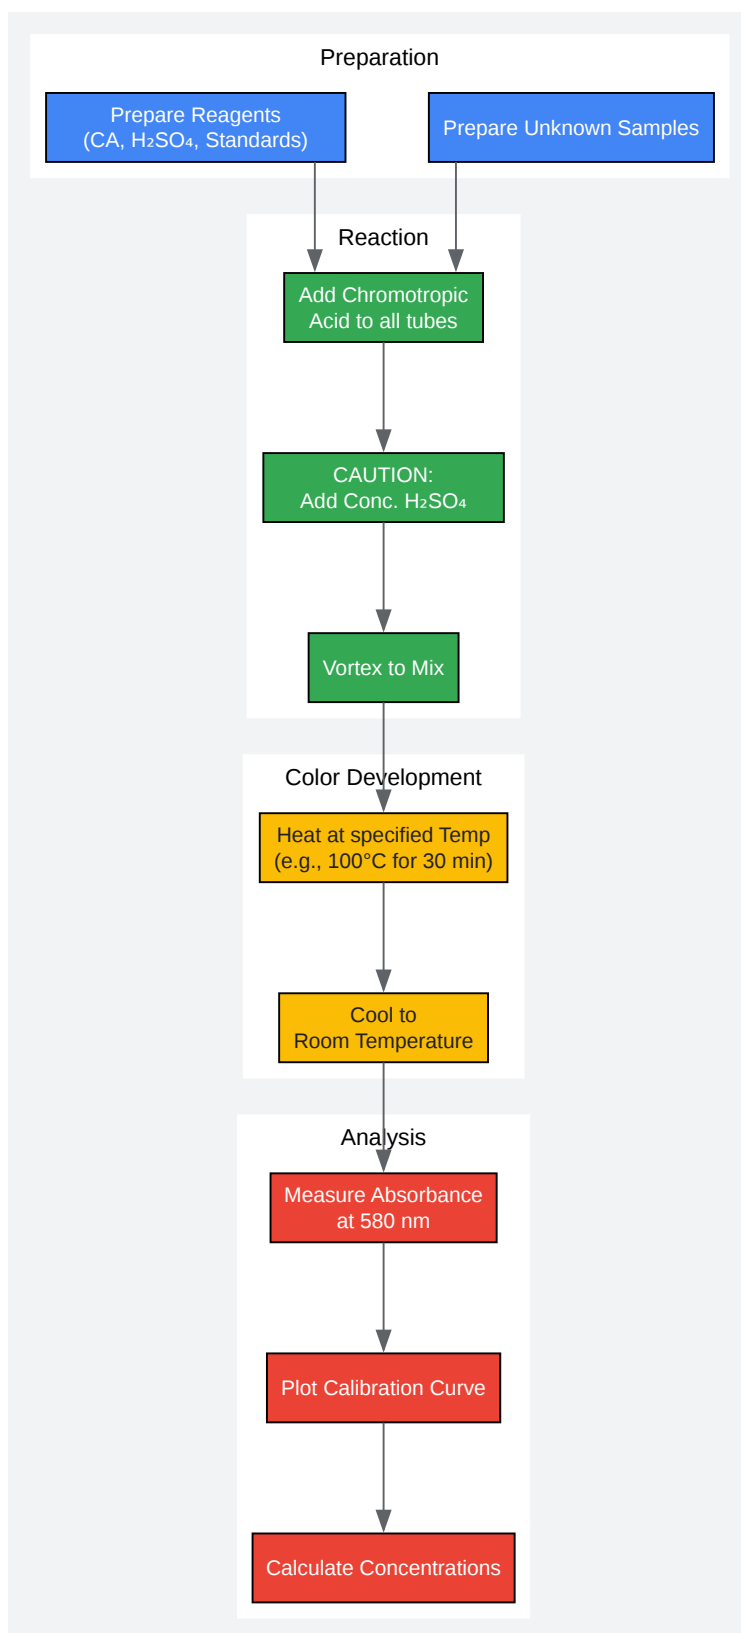 Preparation
Prepare Reagents
(CA, H₂SO₄, Standards)
Prepare Unknown Samples
Reaction
Add Chromotropic
Acid to all tubes
CAUTION:
Add Conc. H₂SO₄
Vortex to Mix
Color Development
Heat at specified Temp
(e.g., 100°C for 30 min)
Cool to
Room Temperature
Analysis
Measure Absorbance
at 580 nm
Plot Calibration Curve
Calculate Concentrations